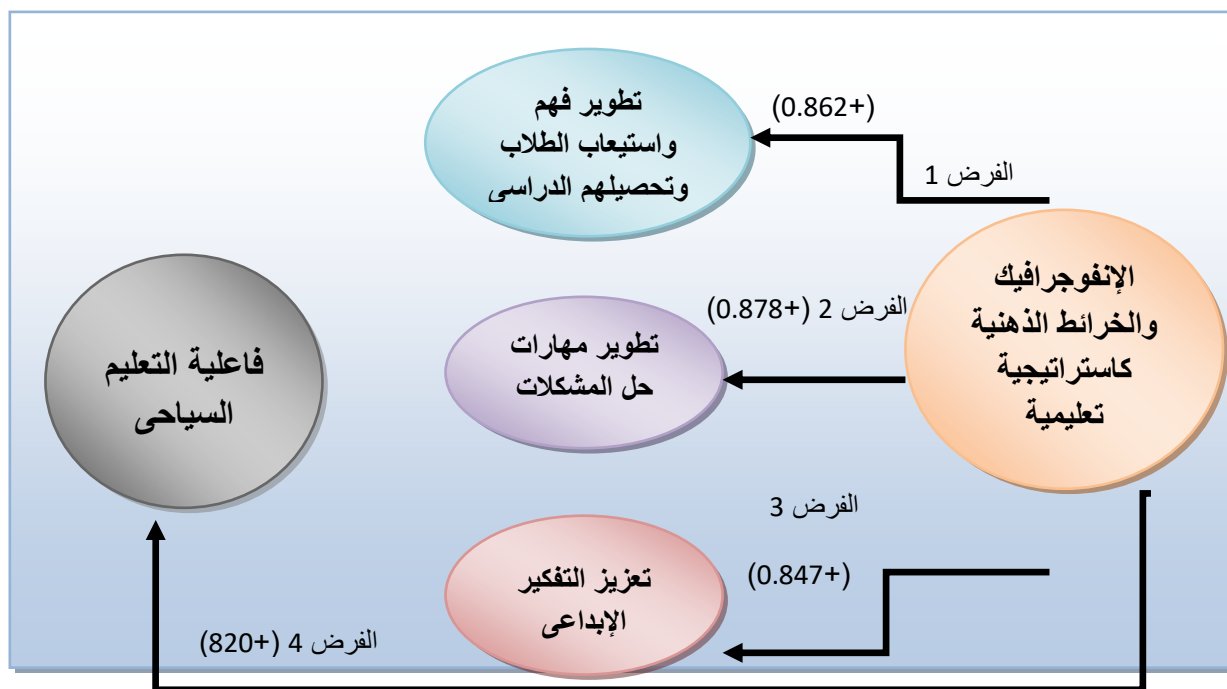 تطوير فهم
واستيعاب الطلاب
وتحصيلهم الدراسى
(+0.862)
الفرض 1
الإنفوجرافيك
والخرائط الذهنية
كاستراتيجية
تعليمية
الفرض 2 (+0.878)
تطوير مهارات
حل المشكلات
فاعلية التعليم
السياحى
الفرض 3
(+0.847)
تعزيز التفكير
الإبداعى
الفرض 4 (+820)